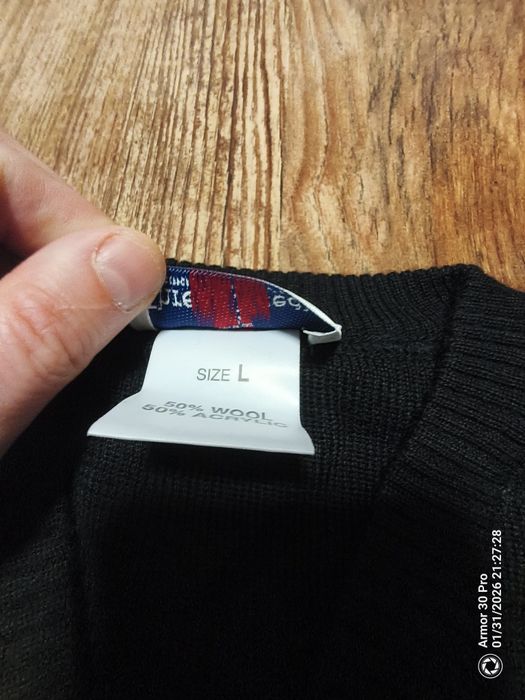 SIZE L
50% WOOL
50% ACRYLIC
Armor 30 Pro
01/31/2026 21:27:28